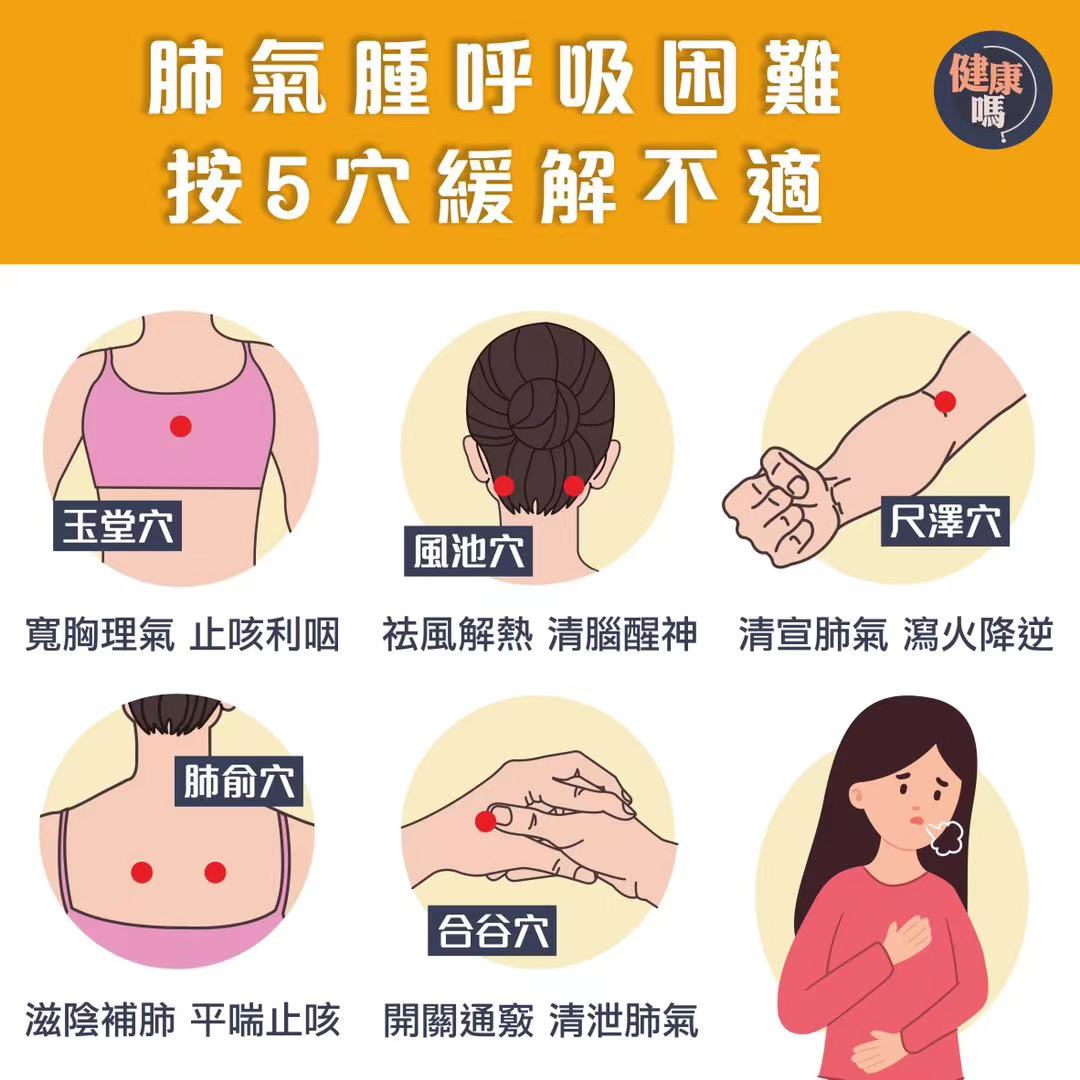 肺氣腫呼吸困難
按5穴緩解不適
健康
嗎
玉堂穴
寬胸理氣 止咳利咽
風池穴
祛風解熱 清腦醒神
尺澤穴
清宣肺氣 瀉火降逆
肺俞穴
滋陰補肺 平喘止咳
合谷穴
開關通竅 清泄肺氣